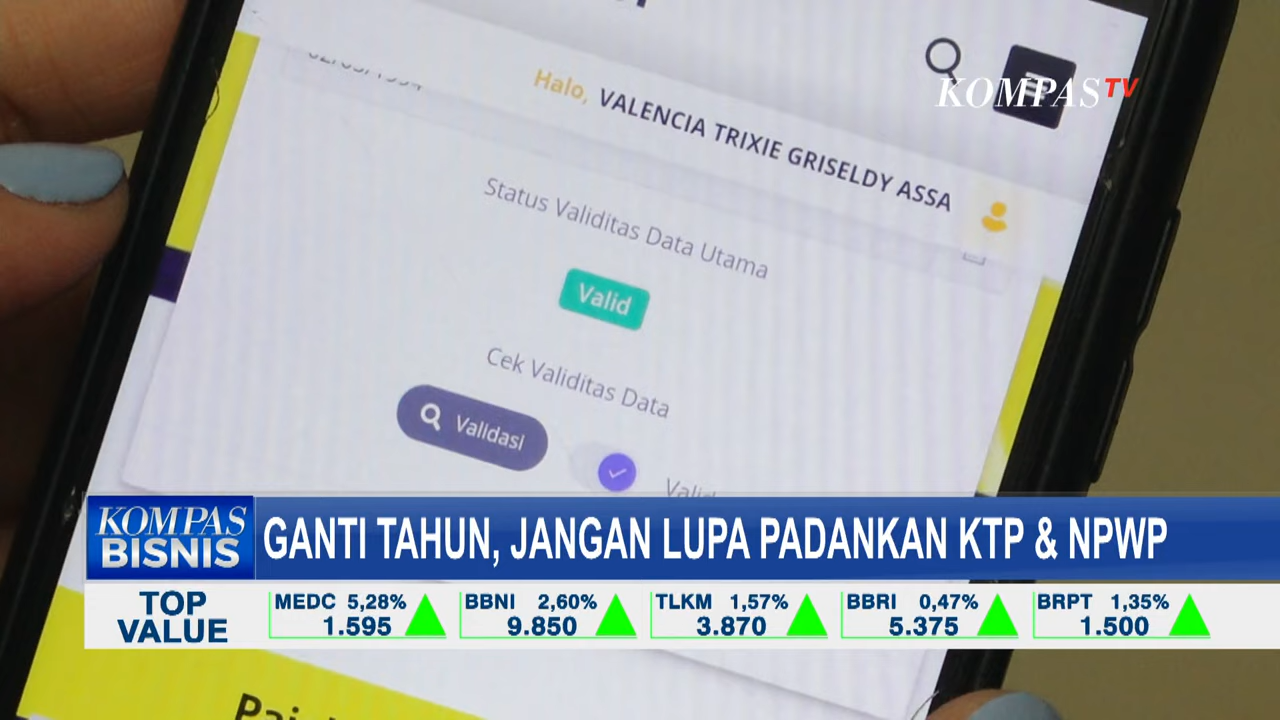 Halo, VALENCIA TRIXIE GRISELDY ASSA
KOMPAS TV
Status Validitas Data Utama
Valid
Cek Validitas Data
Validasi
KOMPAS BISNIS
GANTI TAHUN, JANGAN LUPA PADANKAN KTP & NPWP
TOP VALUE
MEDC 5,28%
1.595
BBNI 2,60%
9.850
TLKM 1,57%
3.870
BBRI 0,47%
5.375
BRPT 1,35%
1.500